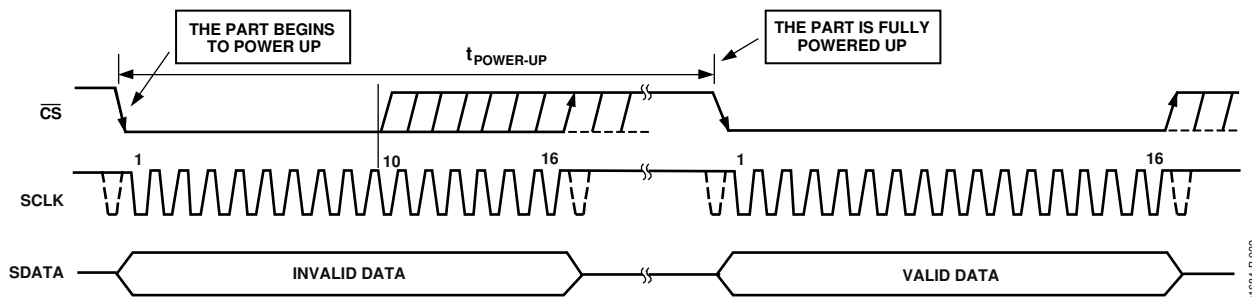 THE PART BEGINS
TO POWER UP
tPOWER-UP
THE PART IS FULLY
POWERED UP
CS
1
10
16
1
16
SCLK
SDATA
INVALID DATA
VALID DATA